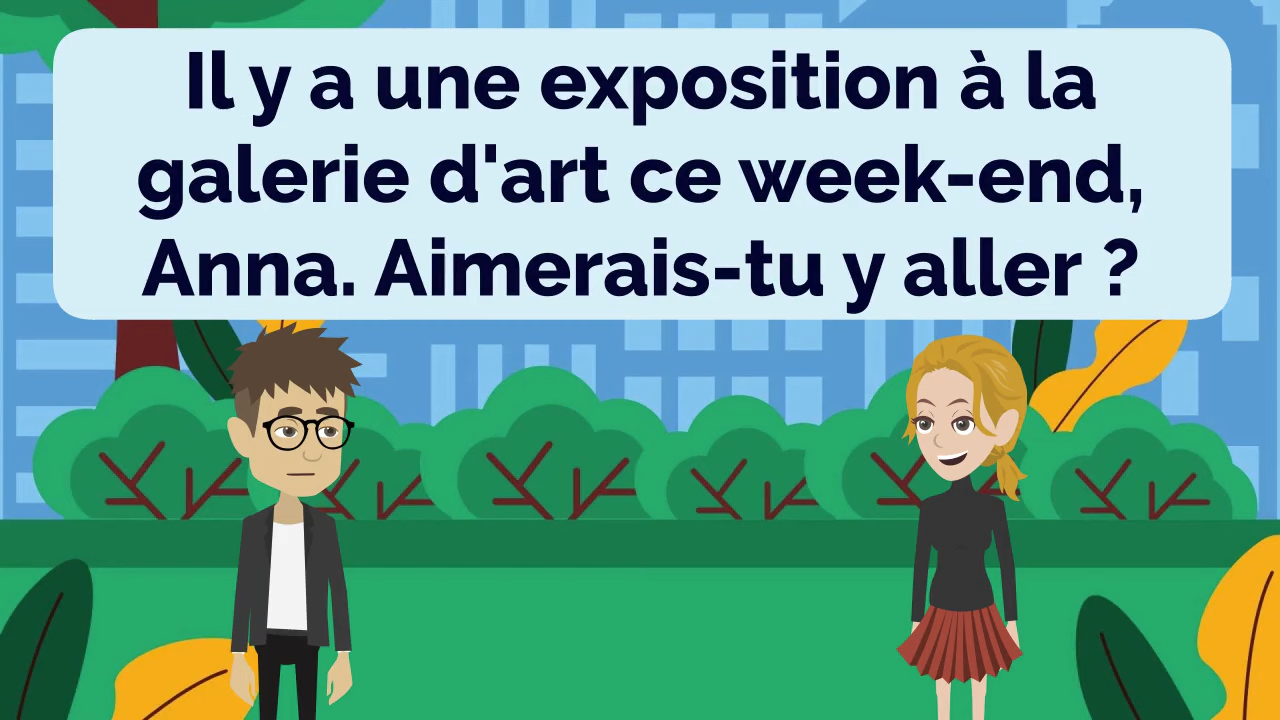 Il y a une exposition à la
galerie d'art ce week-end,
Anna. Aimerais-tu y aller ?